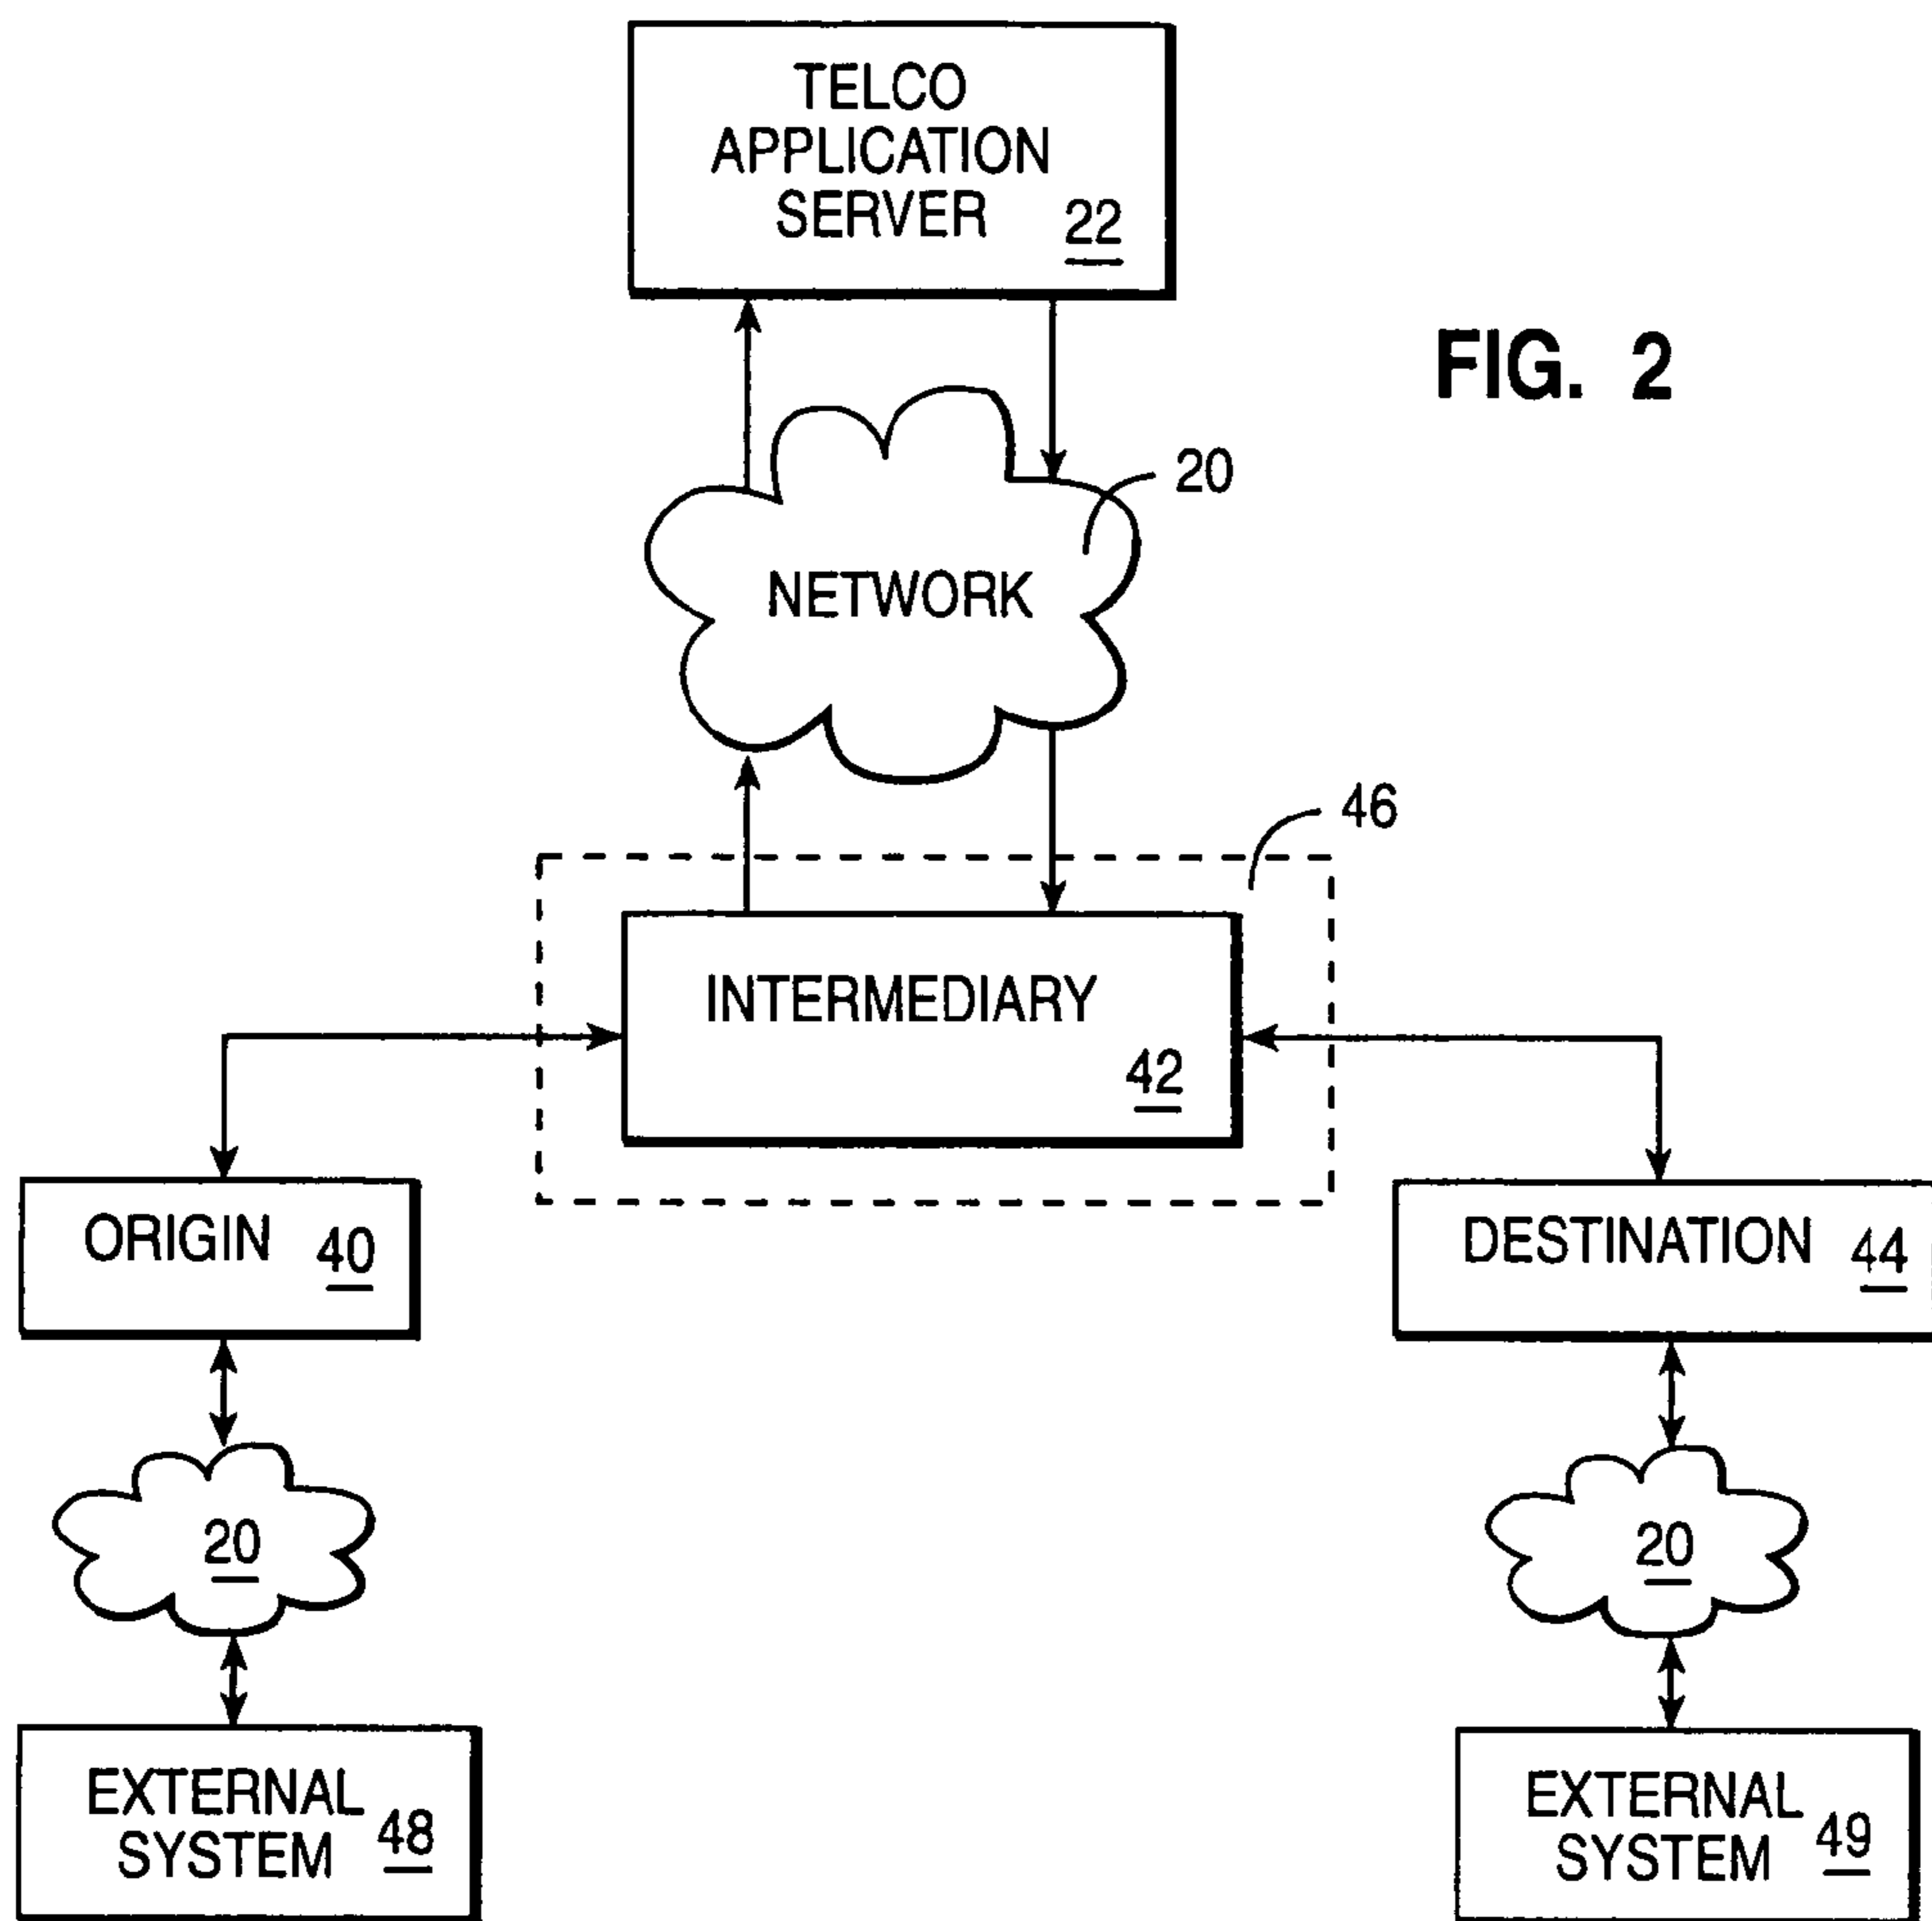 TELCO
APPLICATION
SERVER 22
FIG. 2
20
NETWORK
46
INTERMEDIARY
42
ORIGIN 40
DESTINATION 44
20
20
EXTERNAL
SYSTEM 48
EXTERNAL
SYSTEM 49